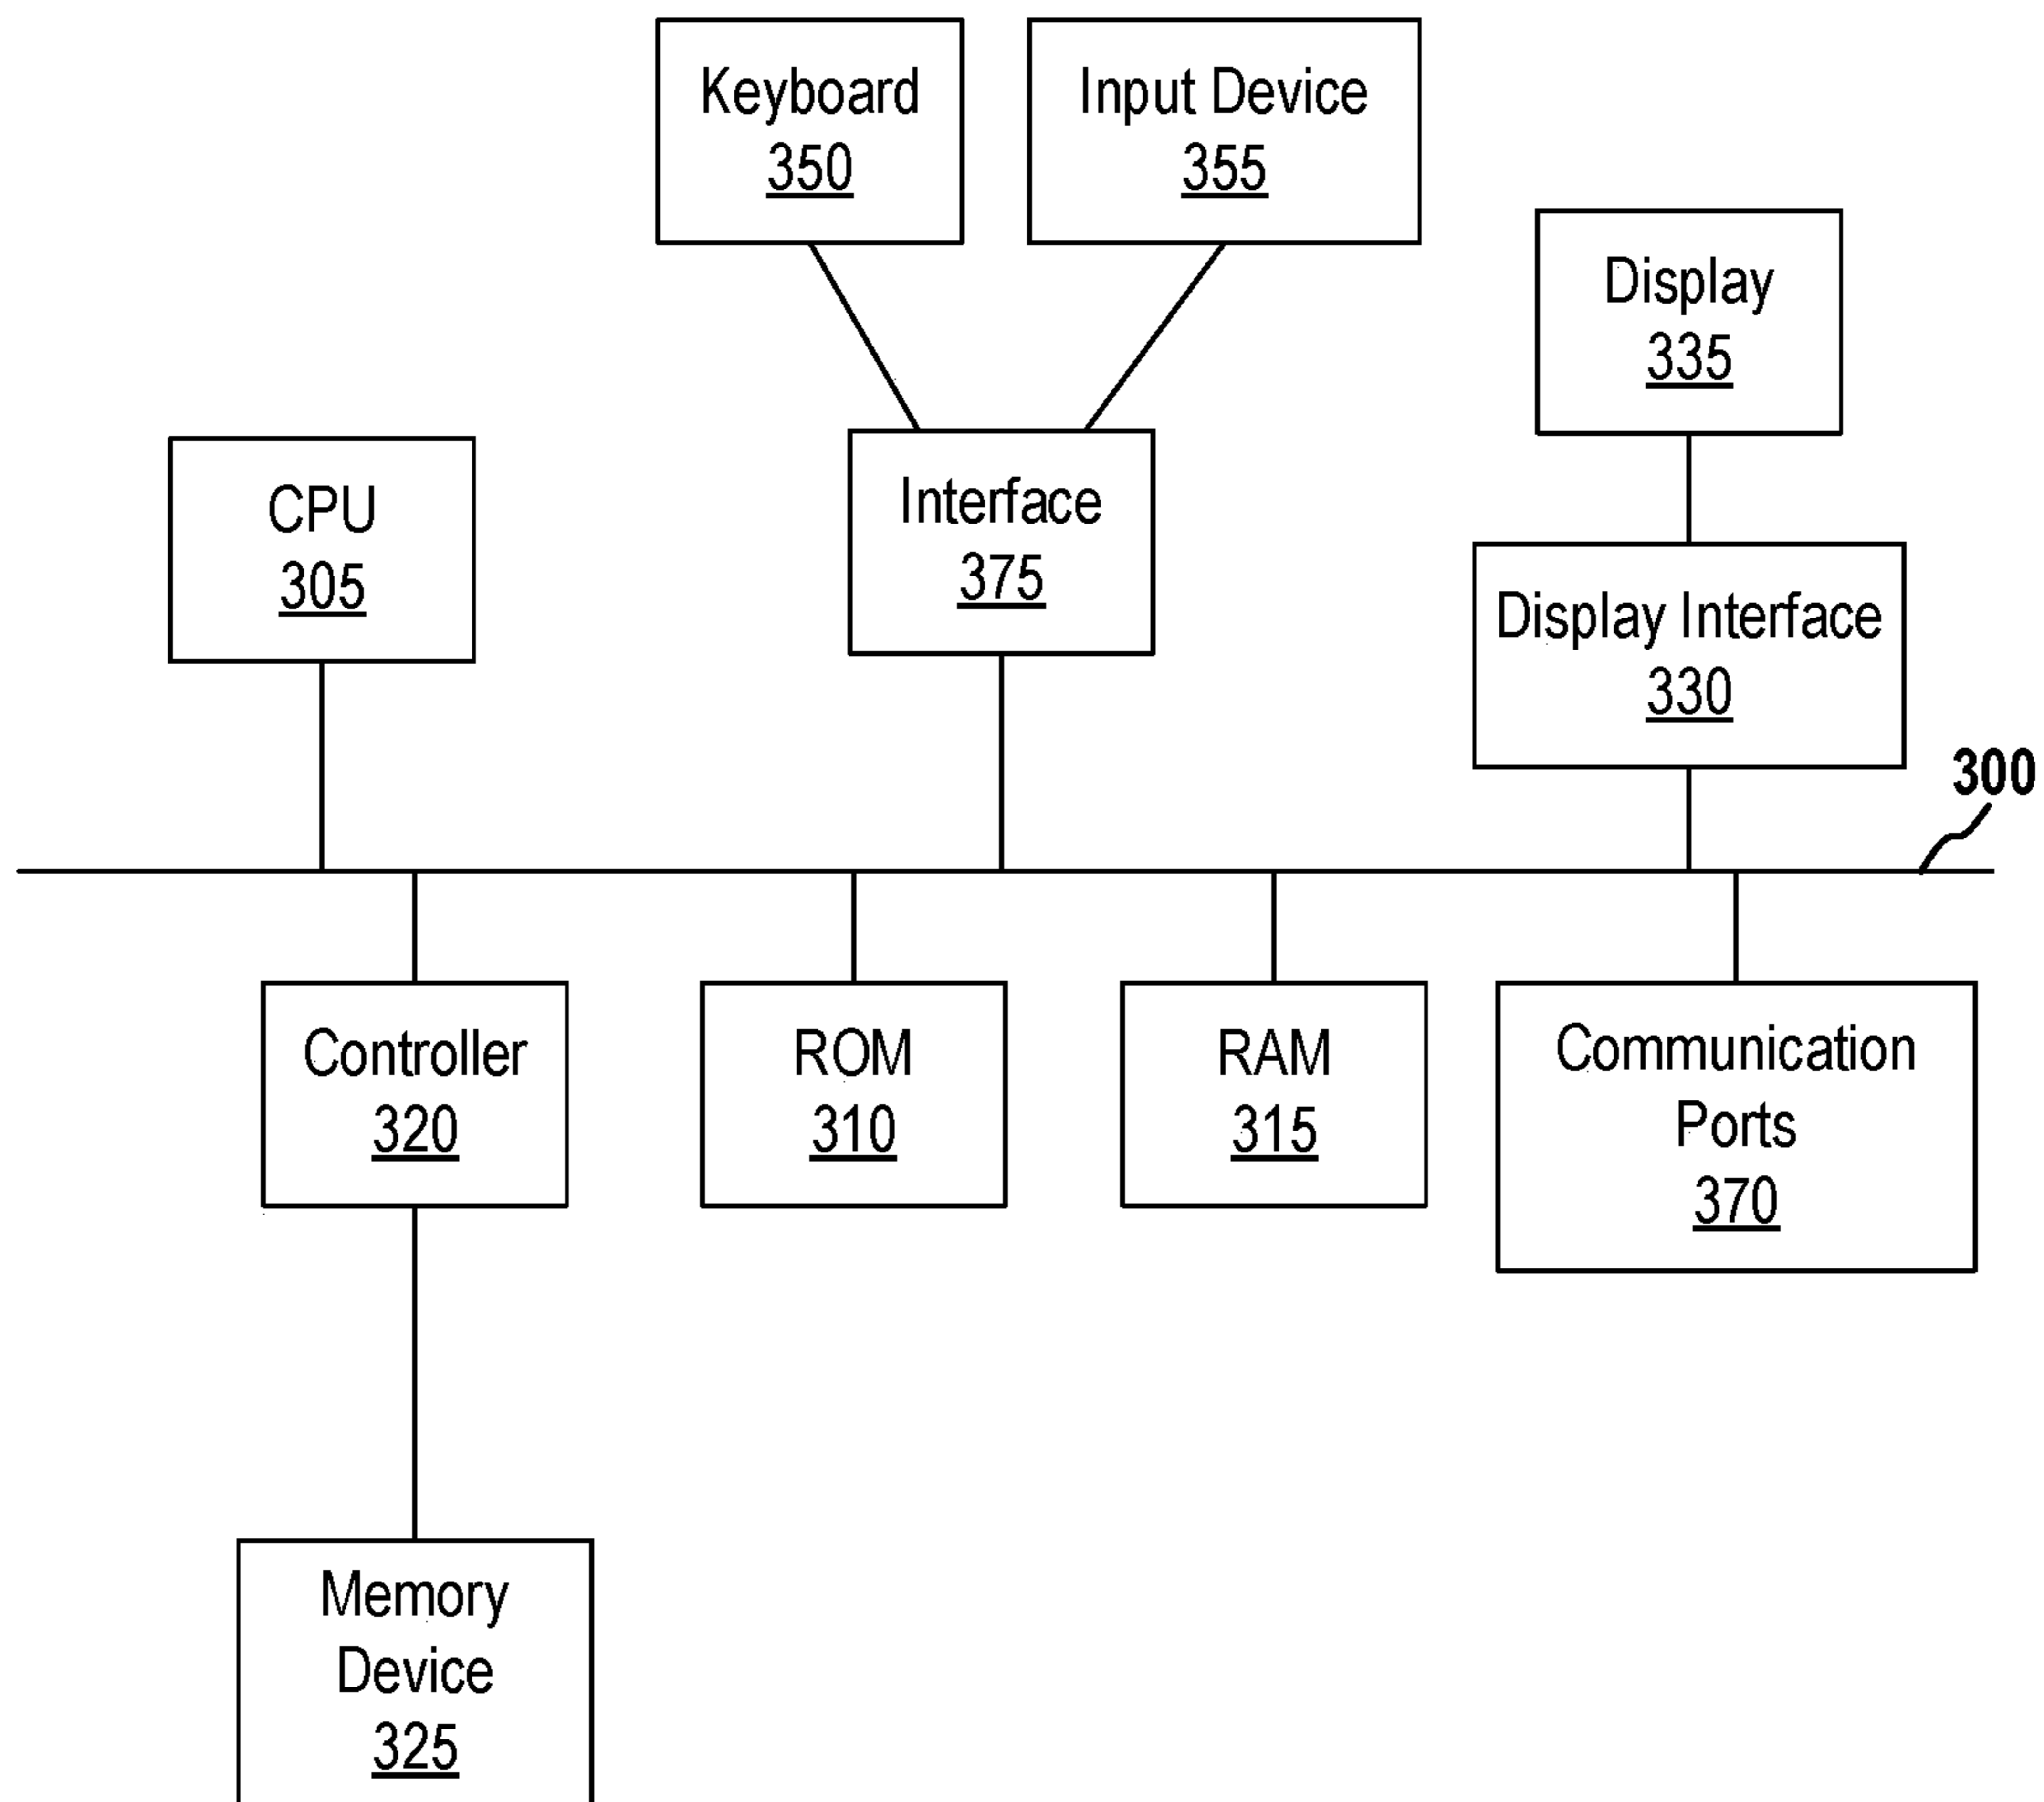 Keyboard
350
Input Device
355
Display
335
CPU
305
Interface
375
Display Interface
330
300
Controller
320
ROM
310
RAM
315
Communication
Ports
370
Memory
Device
325